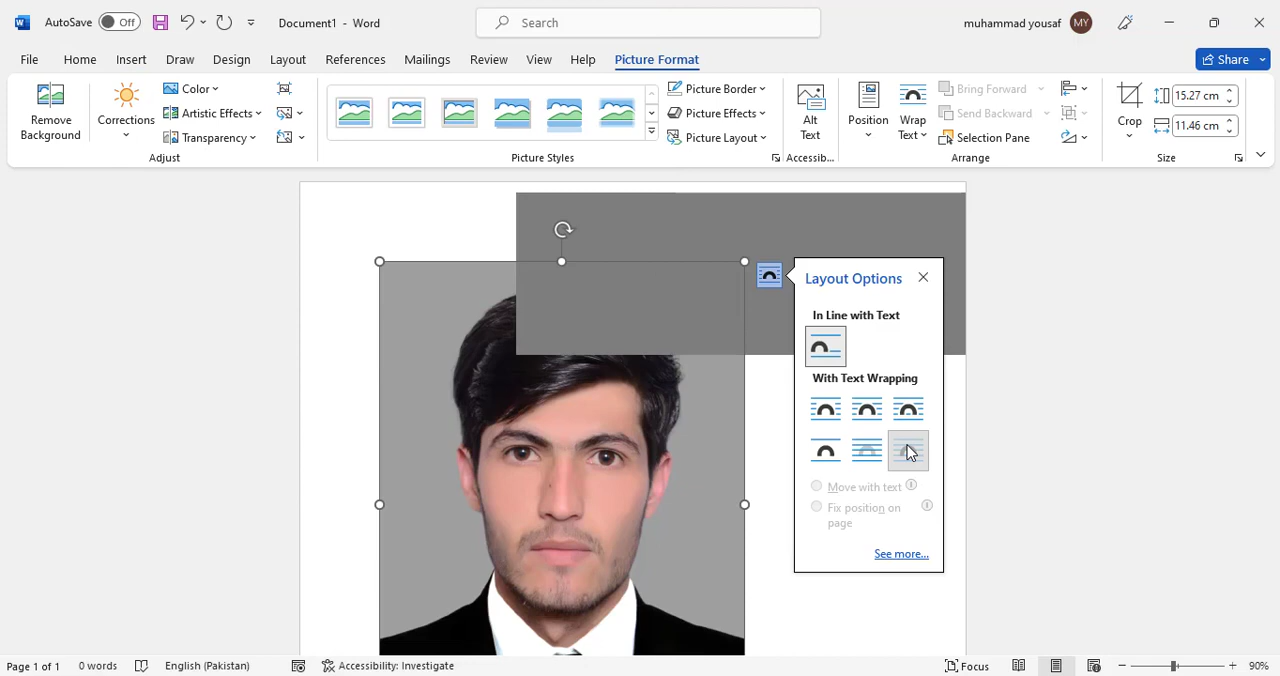 AutoSave Off Document1 - Word Search muhammad yousaf MY
File Home Insert Draw Design Layout References Mailings Review View Help Picture Format Share
Remove Background
Corrections
Color
Artistic Effects
Transparency
Adjust
Picture Styles
Picture Border
Picture Effects
Picture Layout
Alt Text
Accessib...
Position
Wrap Text
Bring Forward
Send Backward
Selection Pane
Arrange
Crop
15.27 cm
11.46 cm
Size
Layout Options
In Line with Text
With Text Wrapping
Move with text
Fix position on
page
See more...
Page 1 of 1 0 words English (Pakistan) Accessibility: Investigate Focus 90%